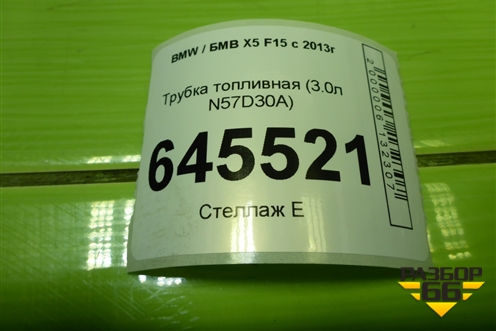 BMW / БМВ X5 F15 с 2013г
Трубка топливная (3.0л
N57D30A)
645521
Стеллаж Е
2000006132307
РАЗБОР
66